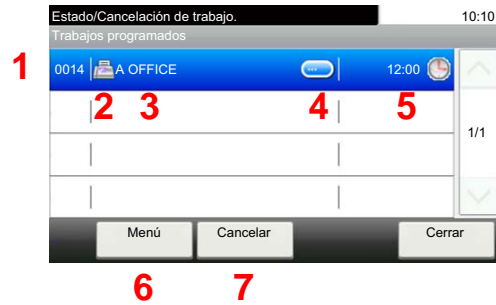 Estado/Cancelación de trabajo. 10:10
Trabajos programados
1 0014 A OFFICE 12:00
2 3 4 5
1/1
Menú Cancelar Cerrar
6 7